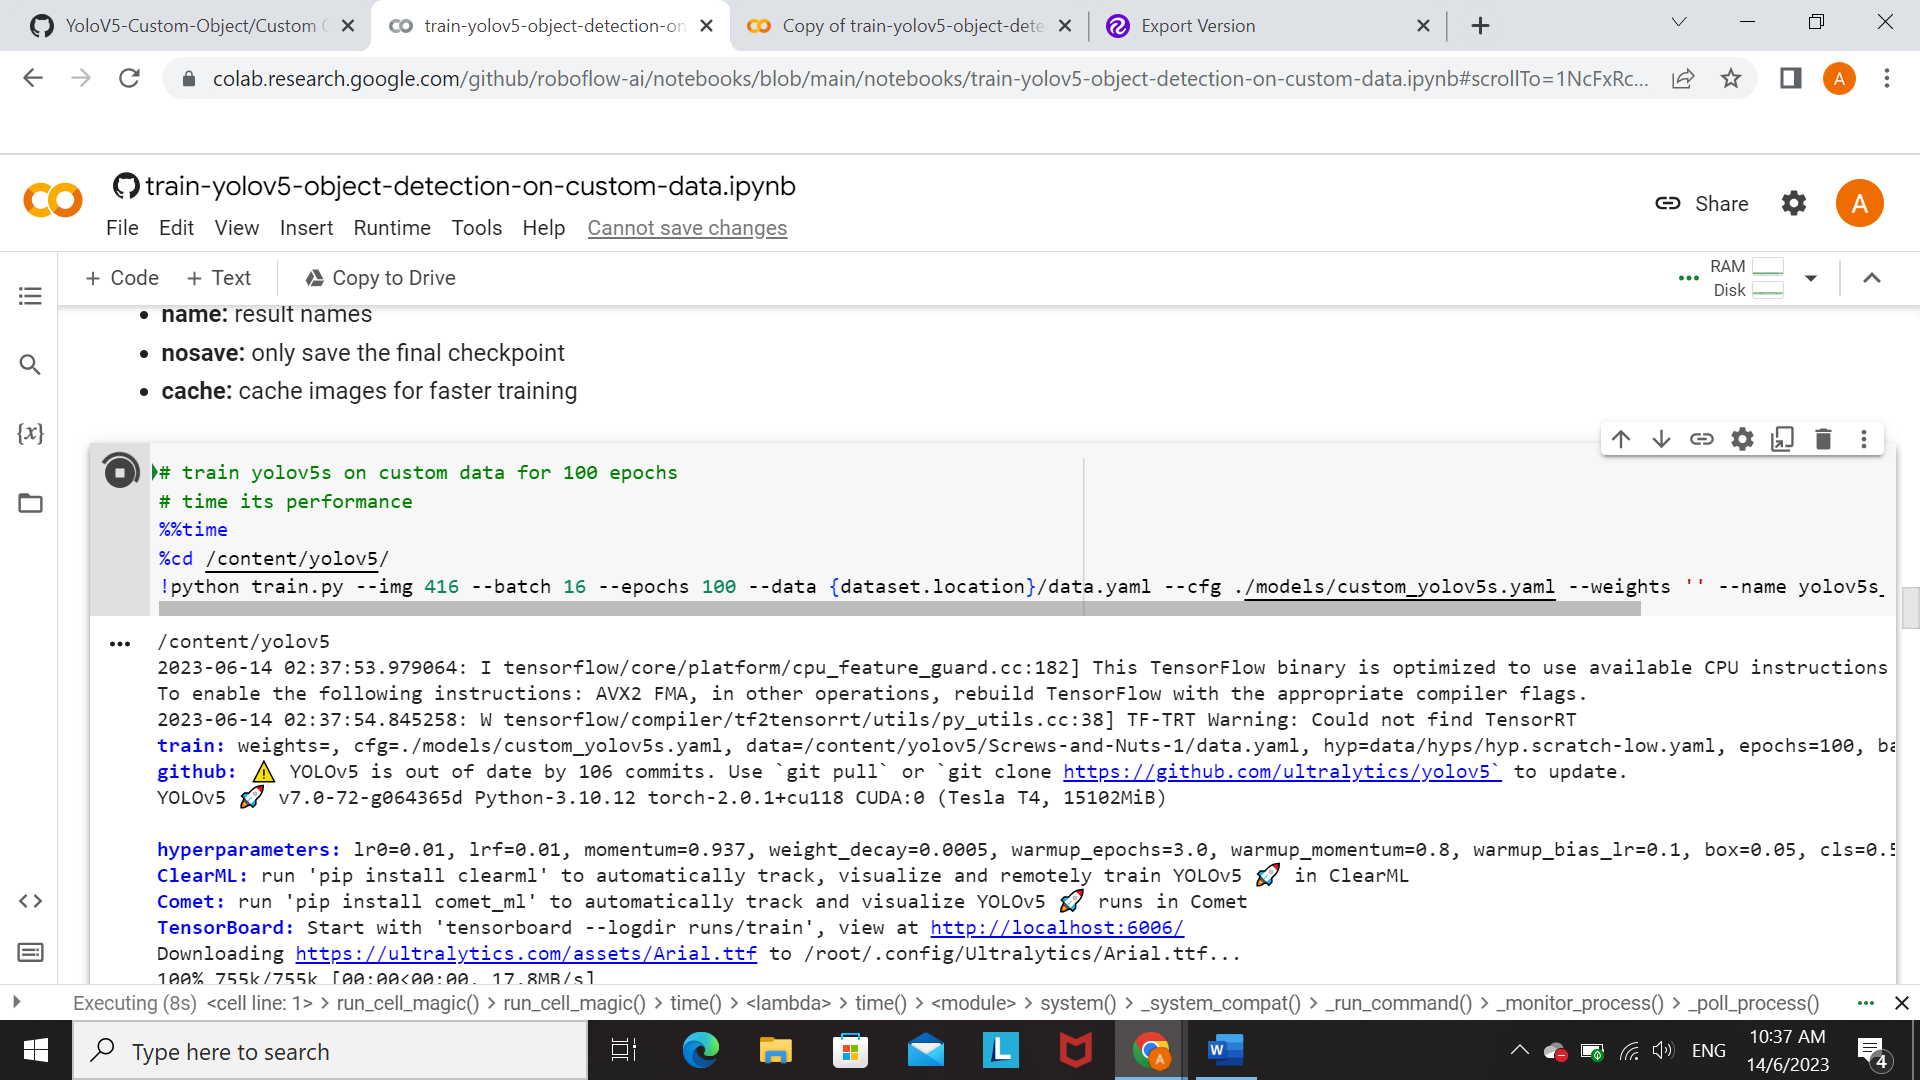 YoloV5-Custom-Object/Custom
train-yolov5-object-detection-on
Copy of train-yolov5-object-dete
Export Version
colab.research.google.com/github/roboflow-ai/notebooks/blob/main/notebooks/train-yolov5-object-detection-on-custom-data.ipynb#scrollTo=1NcFxRc...
A
train-yolov5-object-detection-on-custom-data.ipynb
File Edit View Insert Runtime Tools Help Cannot save changes
Share
A
+ Code + Text Copy to Drive
RAM
Disk
• name: result names
• nosave: only save the final checkpoint
• cache: cache images for faster training
{x}
# train yolov5s on custom data for 100 epochs
# time its performance
%%time
%cd /content/yolov5/
!python train.py --img 416 --batch 16 --epochs 100 --data {dataset.location}/data.yaml --cfg ./models/custom_yolov5s.yaml --weights '' --name yolov5s_
/content/yolov5
2023-06-14 02:37:53.979064: I tensorflow/core/platform/cpu_feature_guard.cc:182] This TensorFlow binary is optimized to use available CPU instructions
To enable the following instructions: AVX2 FMA, in other operations, rebuild TensorFlow with the appropriate compiler flags.
2023-06-14 02:37:54.845258: W tensorflow/compiler/tf2tensorrt/utils/py_utils.cc:38] TF-TRT Warning: Could not find TensorRT
train: weights=, cfg=./models/custom_yolov5s.yaml, data=/content/yolov5/Screws-and-Nuts-1/data.yaml, hyp=data/hyps/hyp.scratch-low.yaml, epochs=100, ba
github: ⚠️ YOLOv5 is out of date by 106 commits. Use `git pull` or `git clone https://github.com/ultralytics/yolov5` to update.
YOLOv5 🚀 v7.0-72-g064365d Python-3.10.12 torch-2.0.1+cu118 CUDA:0 (Tesla T4, 15102MiB)
hyperparameters: lr0=0.01, lrf=0.01, momentum=0.937, weight_decay=0.0005, warmup_epochs=3.0, warmup_momentum=0.8, warmup_bias_lr=0.1, box=0.05, cls=0.5
ClearML: run 'pip install clearml' to automatically track, visualize and remotely train YOLOv5 🚀 in ClearML
Comet: run 'pip install comet_ml' to automatically track and visualize YOLOv5 🚀 runs in Comet
TensorBoard: Start with 'tensorboard --logdir runs/train', view at http://localhost:6006/
Downloading https://ultralytics.com/assets/Arial.ttf to /root/.config/Ultralytics/Arial.ttf...
100% 755k/755k [00:00<00:00, 17.8MB/s]
Executing (8s) <cell line: 1> > run_cell_magic() > run_cell_magic() > time() > <lambda> > time() > <module> > system() > _system_compat() > _run_command() > _monitor_process() > _poll_process()
Type here to search
L
A
W
ENG
10:37 AM
14/6/2023
4